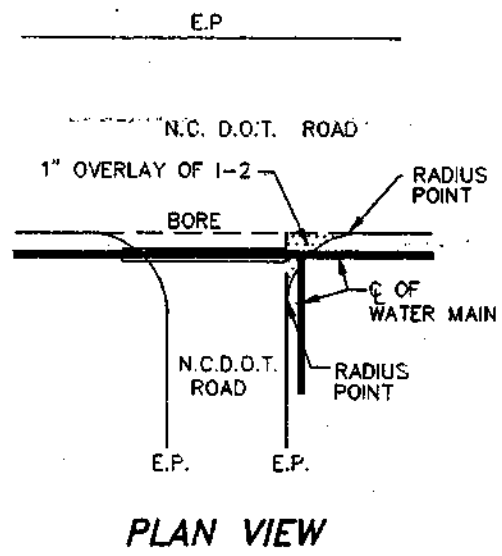 E.P
N.C. D.O.T. ROAD
1" OVERLAY OF I-2
RADIUS
POINT
BORE
℄ OF
WATER MAIN
N.C.D.O.T.
ROAD
RADIUS
POINT
E.P.
E.P.
PLAN VIEW